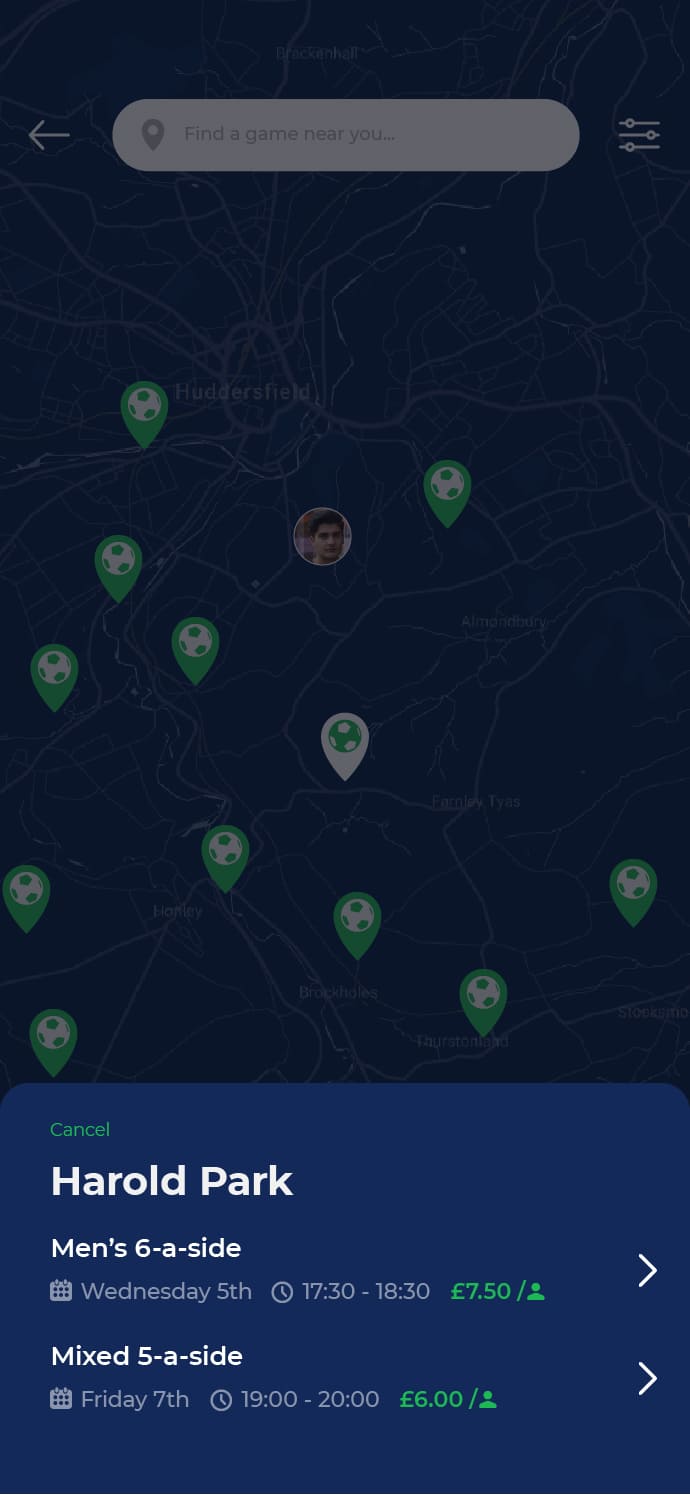 Brackenhall
Find a game near you...
Huddersfield
Almondbury
Farnley Tyas
Honley
Brockholes
Stocksmo
Thurstonland
Cancel
Harold Park
Men’s 6-a-side
Wednesday 5th 17:30 - 18:30 £7.50 /
Mixed 5-a-side
Friday 7th 19:00 - 20:00 £6.00 /